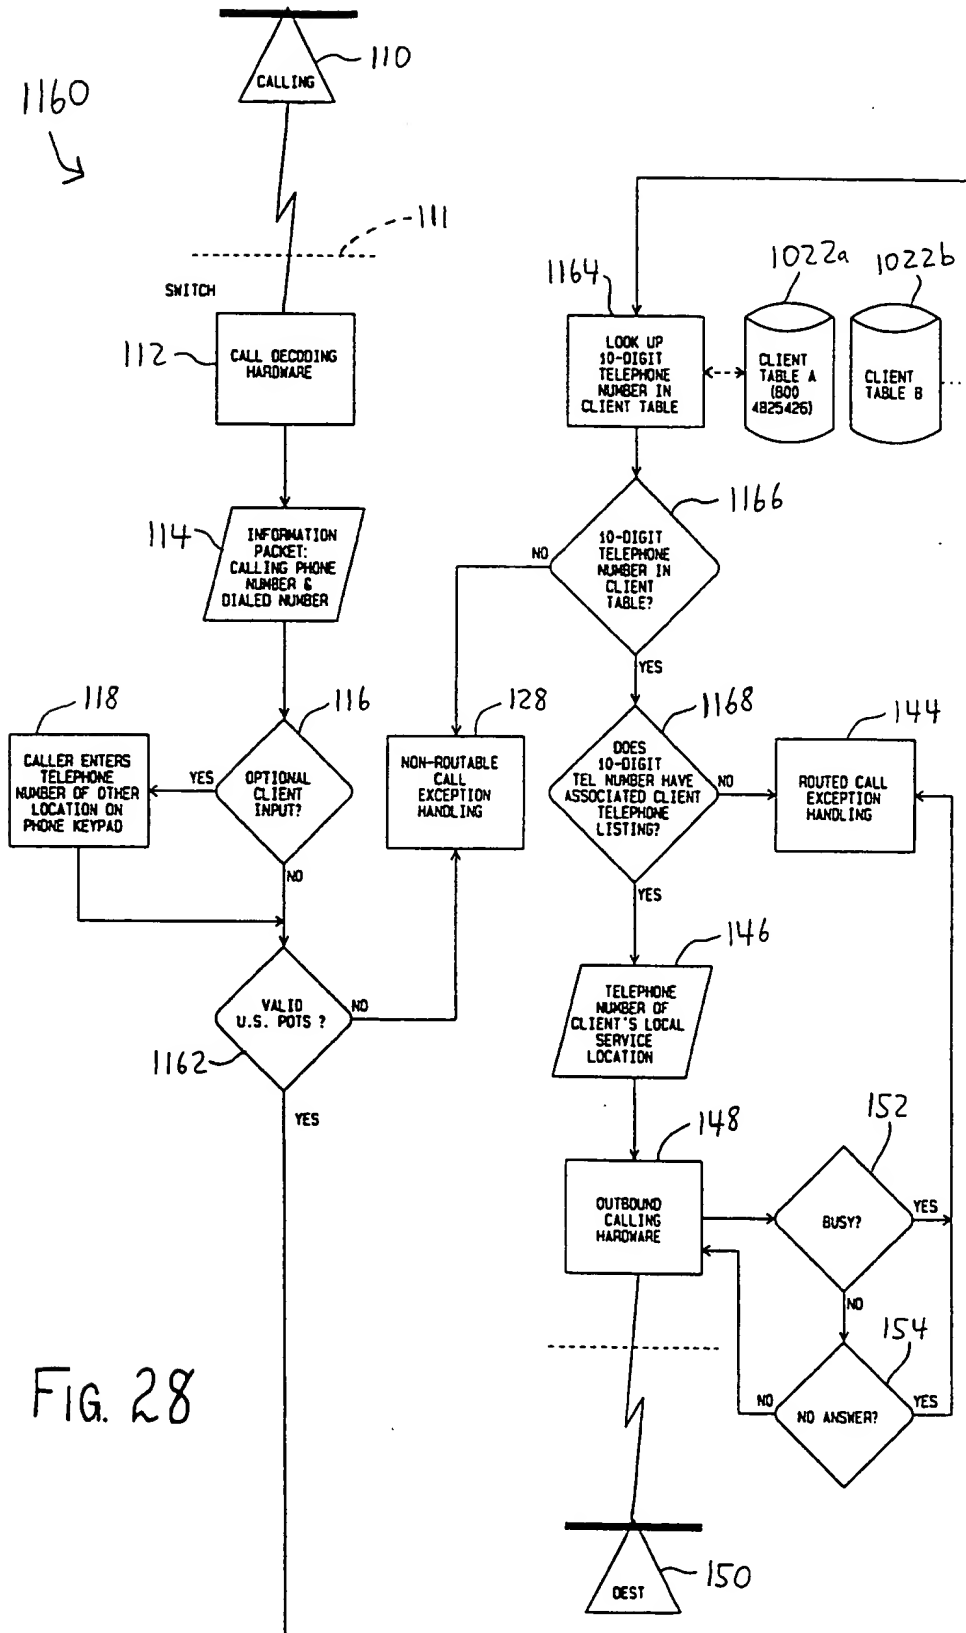 1160
CALLING
110
111
SWITCH
112
CALL DECODING
HARDWARE
114
INFORMATION
PACKET:
CALLING PHONE
NUMBER &
DIALED NUMBER
118
CALLER ENTERS
TELEPHONE
NUMBER OF OTHER
LOCATION ON
PHONE KEYPAD
116
YES
OPTIONAL
CLIENT
INPUT?
NO
VALID
U.S. POTS ?
NO
1162
YES
1164
LOOK UP
10-DIGIT
TELEPHONE
NUMBER IN
CLIENT TABLE
1022a
CLIENT
TABLE A
(800
4825426)
1022b
CLIENT
TABLE B
1166
NO
10-DIGIT
TELEPHONE
NUMBER IN
CLIENT
TABLE?
YES
128
NON-ROUTABLE
CALL
EXCEPTION
HANDLING
1168
DOES
10-DIGIT
TEL NUMBER HAVE
ASSOCIATED CLIENT
TELEPHONE
LISTING?
NO
YES
144
ROUTED CALL
EXCEPTION
HANDLING
146
TELEPHONE
NUMBER OF
CLIENT'S LOCAL
SERVICE
LOCATION
148
OUTBOUND
CALLING
HARDWARE
152
BUSY?
YES
NO
154
NO
NO ANSWER?
YES
DEST
150
FIG. 28